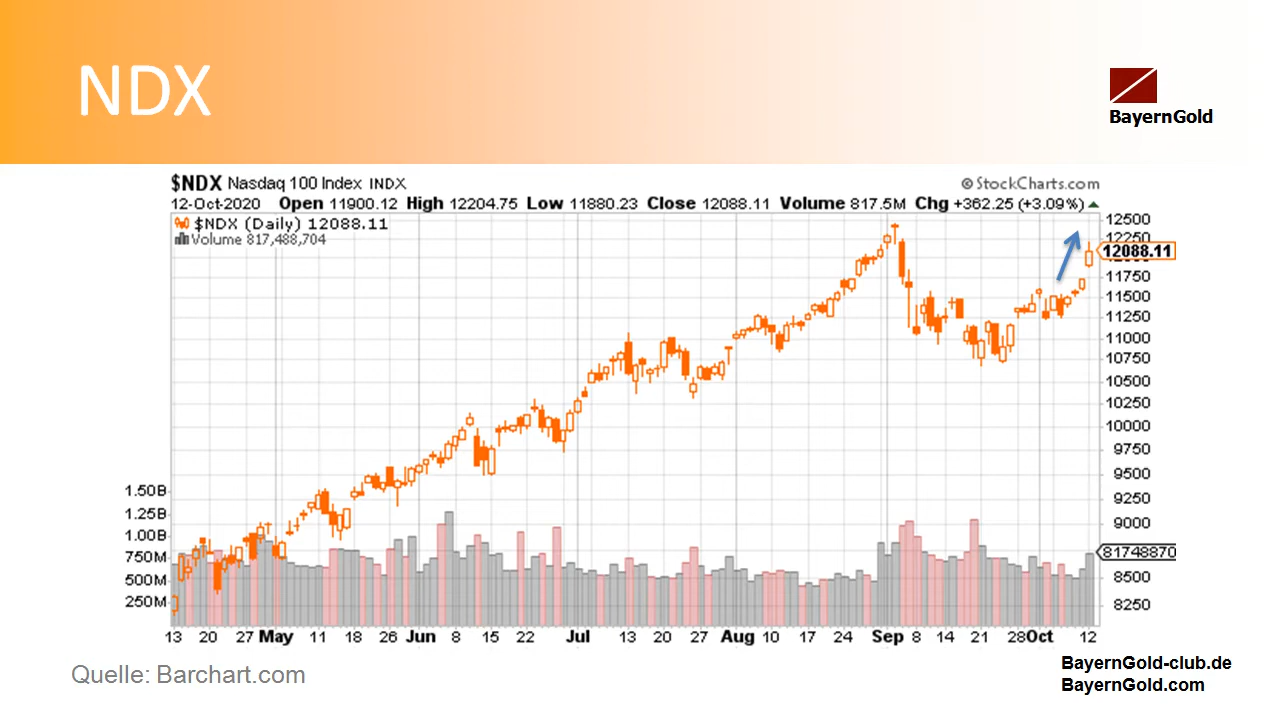 NDX
BayernGold
$NDX Nasdaq 100 Index INDX
© StockCharts.com
12-Oct-2020 Open 11900.12 High 12204.75 Low 11880.23 Close 12088.11 Volume 817.5M Chg +362.25 (+3.09%)
$NDX (Daily) 12088.11
Volume 817,488,704
12500
12250
12088.11
11750
11500
11250
11000
10750
10500
10250
10000
9750
9500
9250
9000
81748870
8500
8250
1.50B
1.25B
1.00B
750M
500M
250M
13 20 27 May 11 18 26 Jun 8 15 22 Jul 13 20 27 Aug 10 17 24 Sep 8 14 21 28 Oct 12
Quelle: Barchart.com
BayernGold-club.de
BayernGold.com